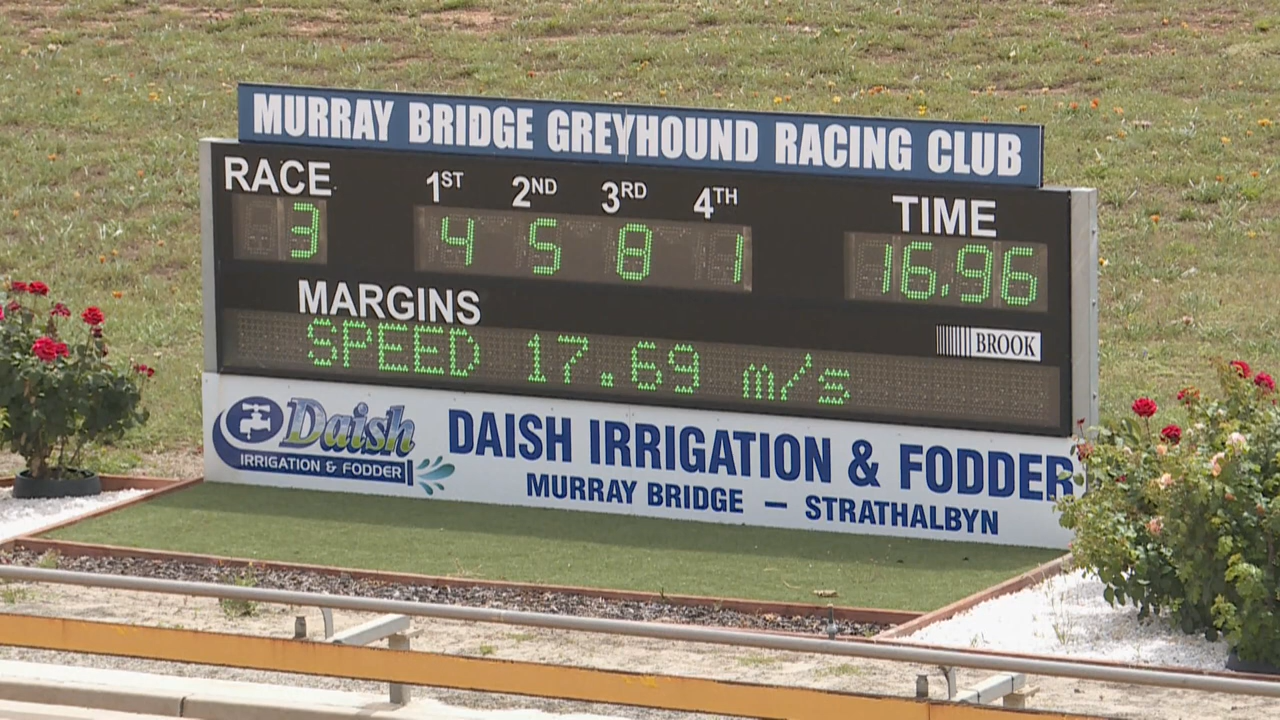 MURRAY BRIDGE GREYHOUND RACING CLUB
RACE 1ST 2ND 3RD 4TH TIME
3 4 5 8 1 16.96
MARGINS
BROOK
SPEED 17.69 m/s
Daish
IRRIGATION & FODDER
DAISH IRRIGATION & FODDER
MURRAY BRIDGE — STRATHALBYN